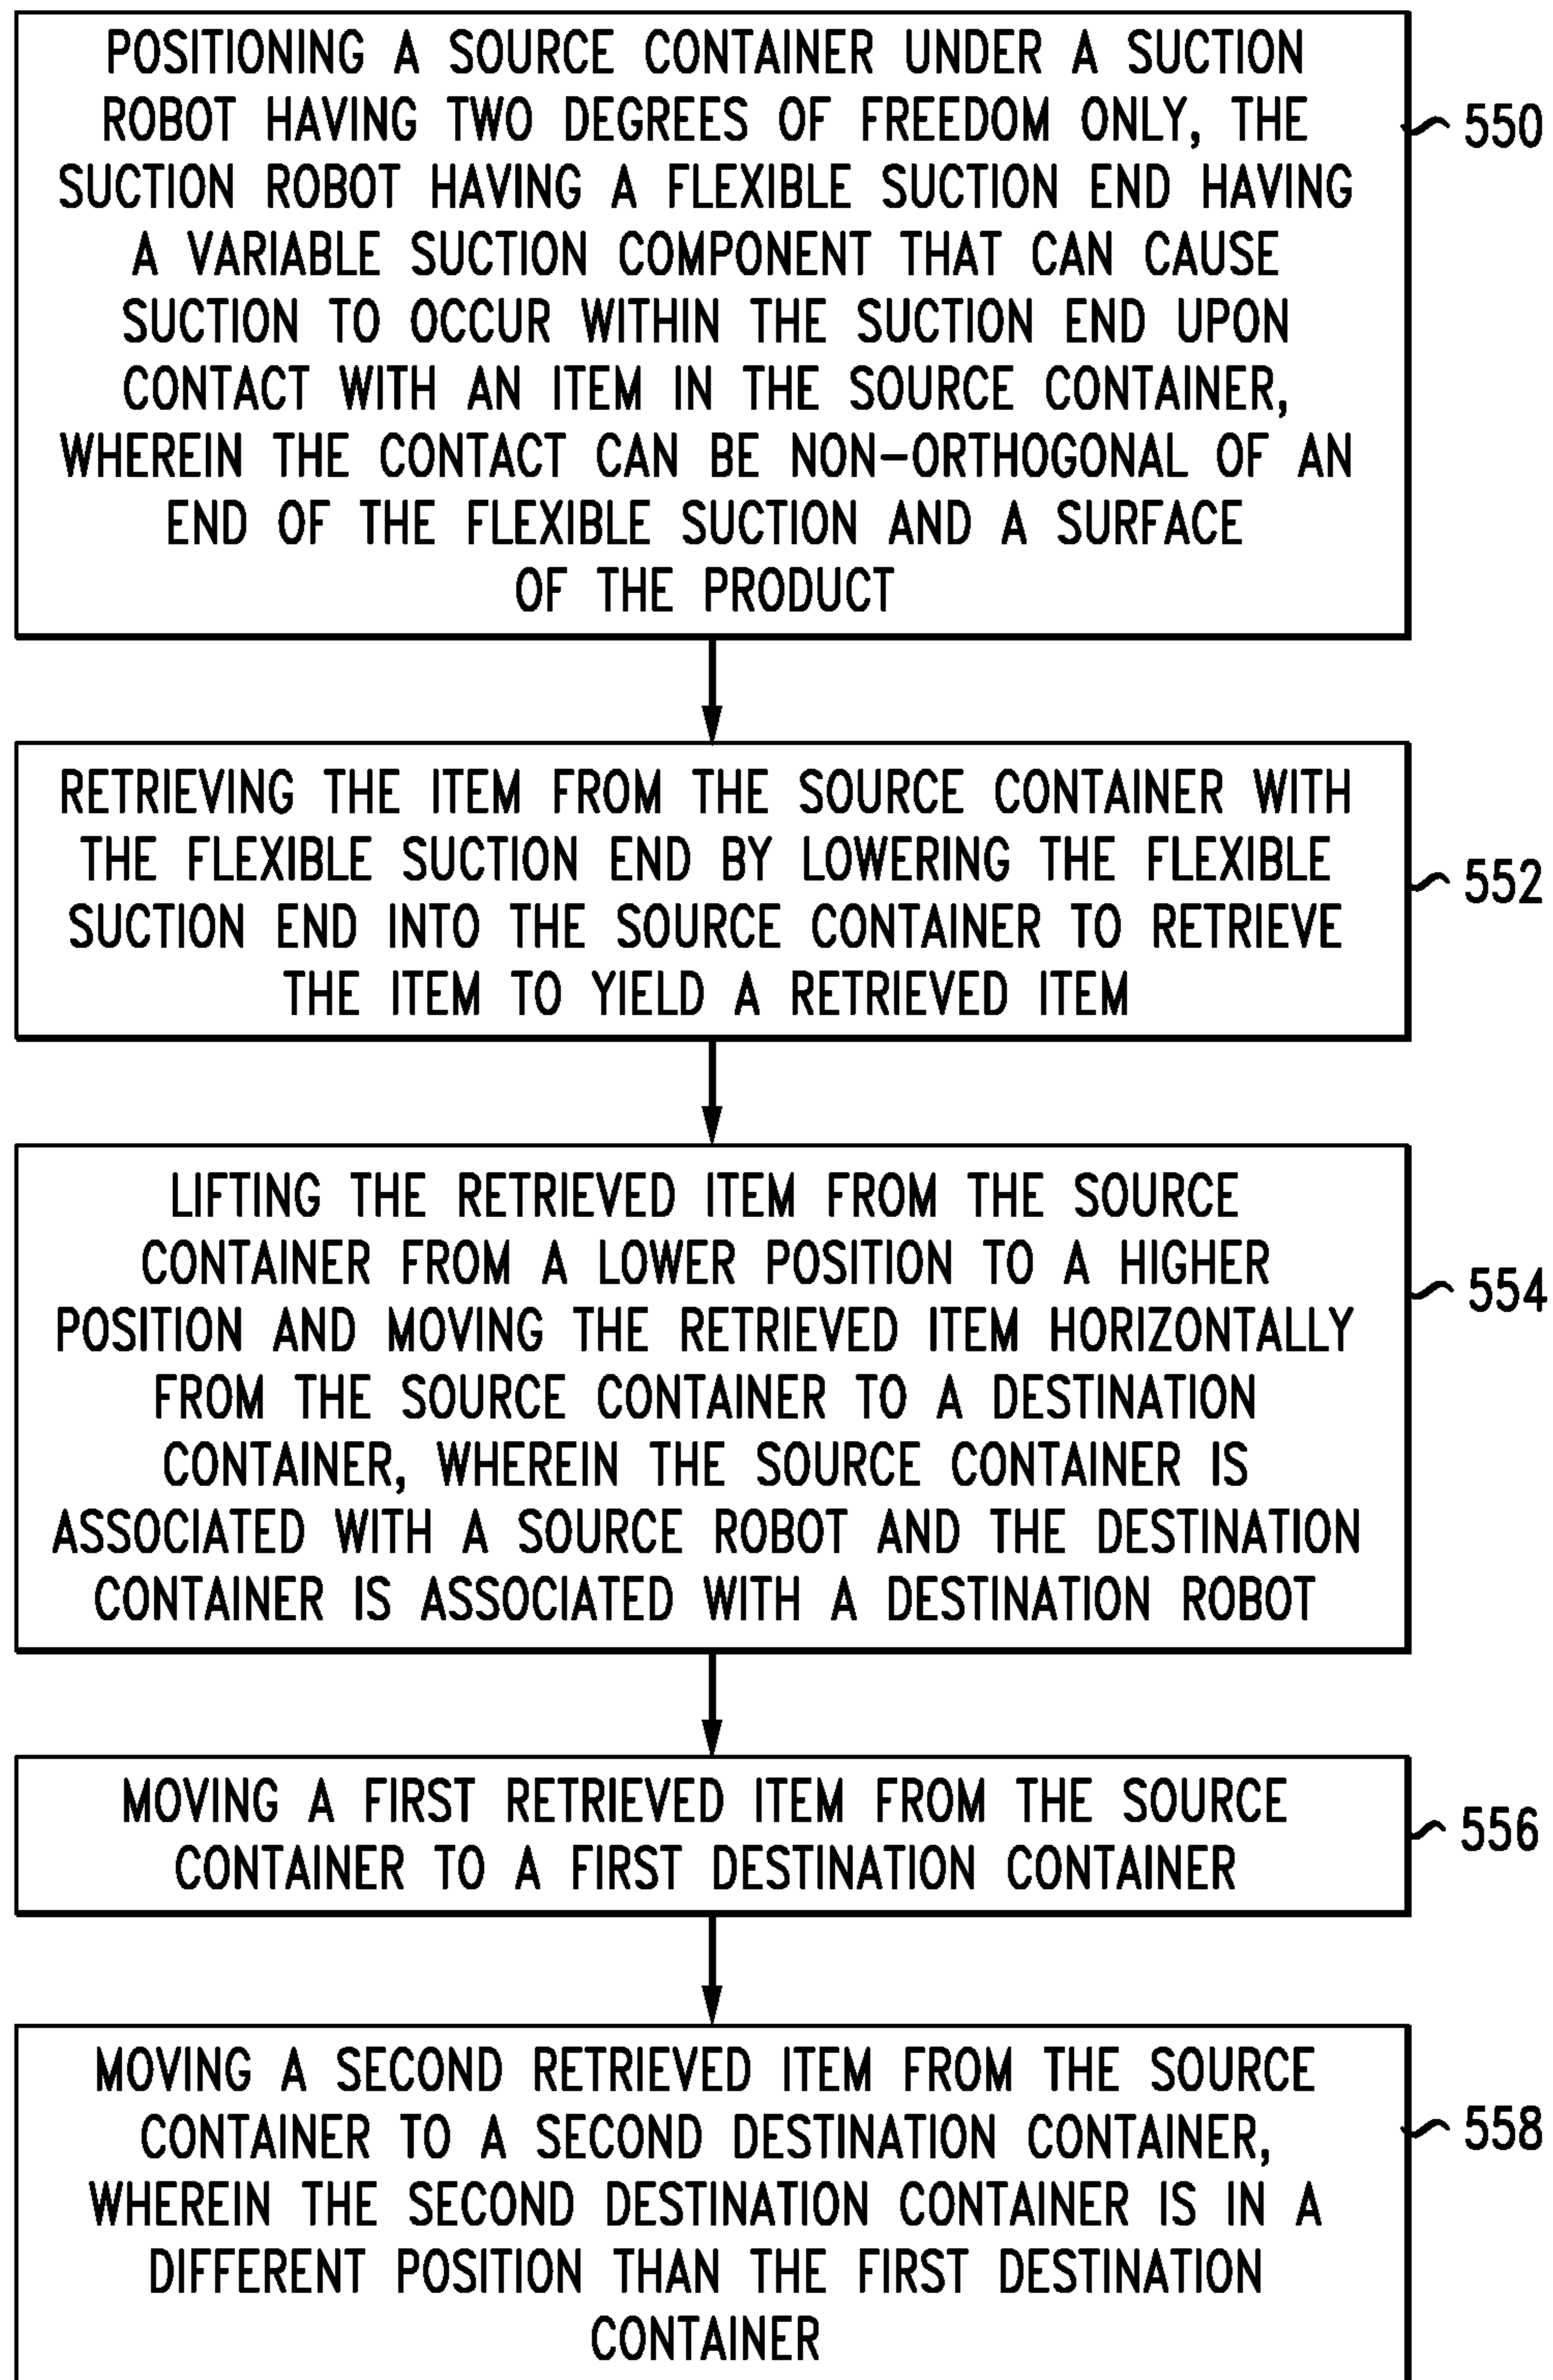 POSITIONING A SOURCE CONTAINER UNDER A SUCTION
ROBOT HAVING TWO DEGREES OF FREEDOM ONLY, THE
SUCTION ROBOT HAVING A FLEXIBLE SUCTION END HAVING
A VARIABLE SUCTION COMPONENT THAT CAN CAUSE
SUCTION TO OCCUR WITHIN THE SUCTION END UPON
CONTACT WITH AN ITEM IN THE SOURCE CONTAINER,
WHEREIN THE CONTACT CAN BE NON-ORTHOGONAL OF AN
END OF THE FLEXIBLE SUCTION AND A SURFACE
OF THE PRODUCT
550
RETRIEVING THE ITEM FROM THE SOURCE CONTAINER WITH
THE FLEXIBLE SUCTION END BY LOWERING THE FLEXIBLE
SUCTION END INTO THE SOURCE CONTAINER TO RETRIEVE
THE ITEM TO YIELD A RETRIEVED ITEM
552
LIFTING THE RETRIEVED ITEM FROM THE SOURCE
CONTAINER FROM A LOWER POSITION TO A HIGHER
POSITION AND MOVING THE RETRIEVED ITEM HORIZONTALLY
FROM THE SOURCE CONTAINER TO A DESTINATION
CONTAINER, WHEREIN THE SOURCE CONTAINER IS
ASSOCIATED WITH A SOURCE ROBOT AND THE DESTINATION
CONTAINER IS ASSOCIATED WITH A DESTINATION ROBOT
554
MOVING A FIRST RETRIEVED ITEM FROM THE SOURCE
CONTAINER TO A FIRST DESTINATION CONTAINER
556
MOVING A SECOND RETRIEVED ITEM FROM THE SOURCE
CONTAINER TO A SECOND DESTINATION CONTAINER,
WHEREIN THE SECOND DESTINATION CONTAINER IS IN A
DIFFERENT POSITION THAN THE FIRST DESTINATION
CONTAINER
558